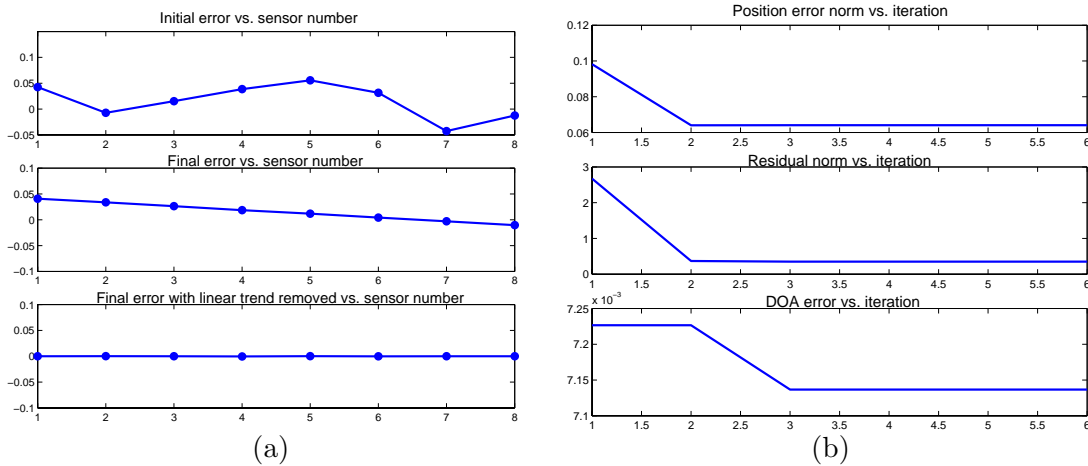 Initial error vs. sensor number
0.1
0.05
0
−0.05
1 2 3 4 5 6 7 8
Final error vs. sensor number
0.1
0.05
0
−0.05
−0.1
1 2 3 4 5 6 7 8
Final error with linear trend removed vs. sensor number
0.1
0.05
0
−0.05
−0.1
1 2 3 4 5 6 7 8
(a)
Position error norm vs. iteration
0.12
0.1
0.08
0.06
1 1.5 2 2.5 3 3.5 4 4.5 5 5.5 6
Residual norm vs. iteration
3
2
1
0
1 1.5 2 2.5 3 3.5 4 4.5 5 5.5 6
x 10⁻³
DOA error vs. iteration
7.25
7.2
7.15
7.1
1 1.5 2 2.5 3 3.5 4 4.5 5 5.5 6
(b)